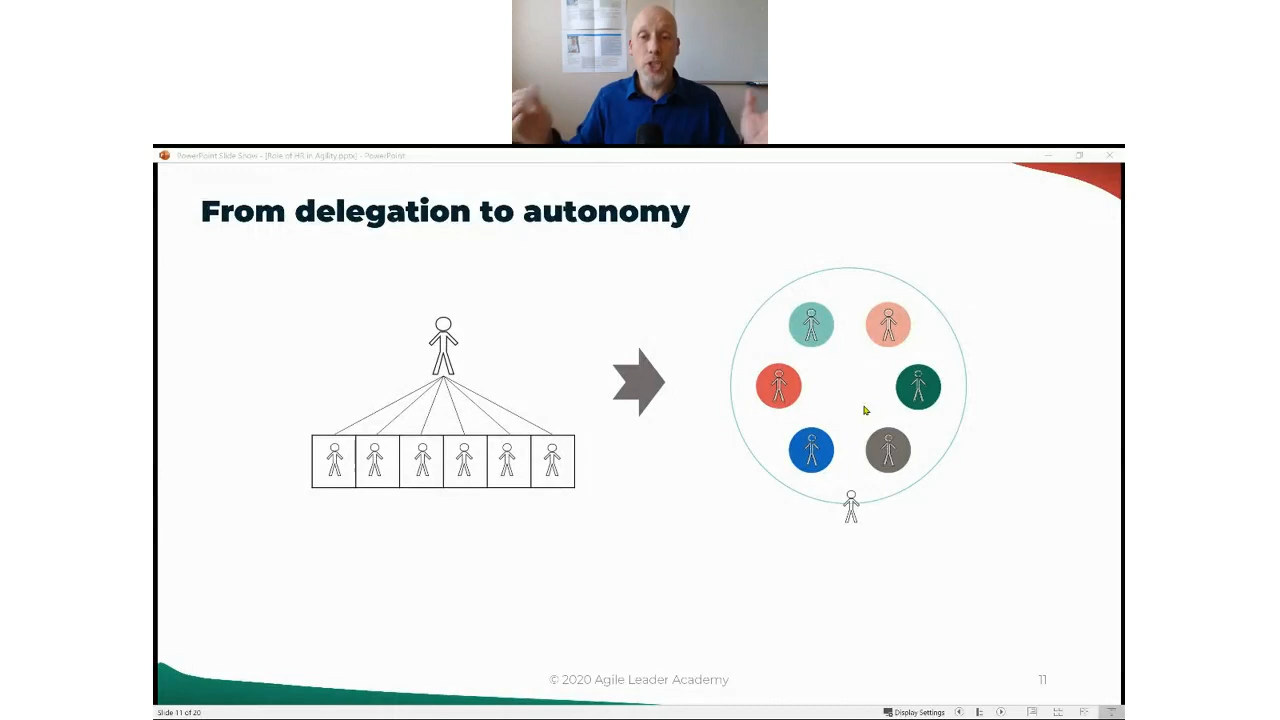 PowerPoint Slide Show - [Role of HR in Agility.pptx] - PowerPoint
From delegation to autonomy
© 2020 Agile Leader Academy
11
Slide 11 of 20
Display Settings